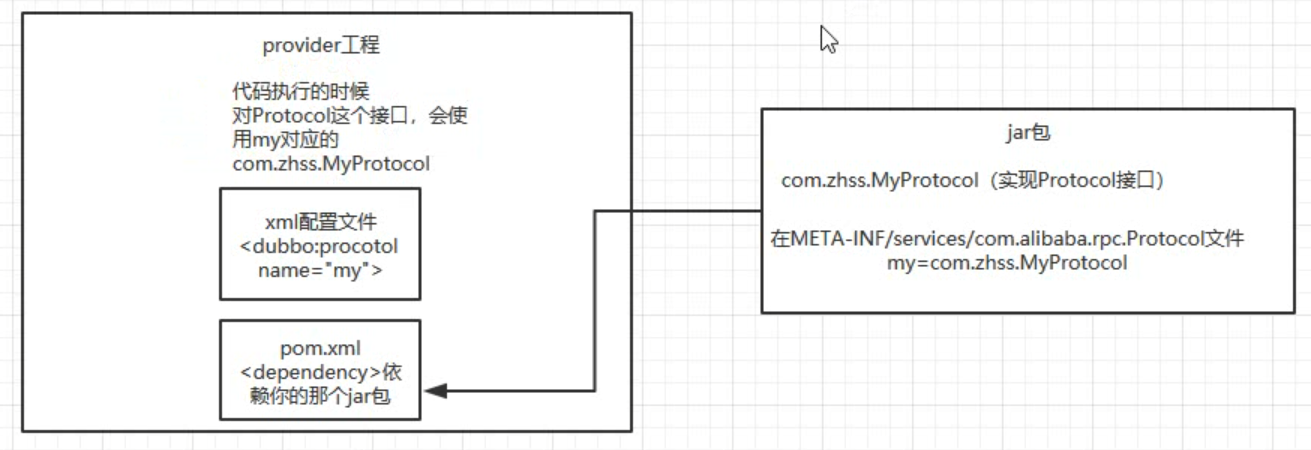 provider工程
代码执行的时候
对Protocol这个接口，会使
用my对应的
com.zhss.MyProtocol
xml配置文件
<dubbo:procotol
name="my">
pom.xml
<dependency>依
赖你的那个jar包
jar包
com.zhss.MyProtocol（实现Protocol接口）
在META-INF/services/com.alibaba.rpc.Protocol文件
my=com.zhss.MyProtocol